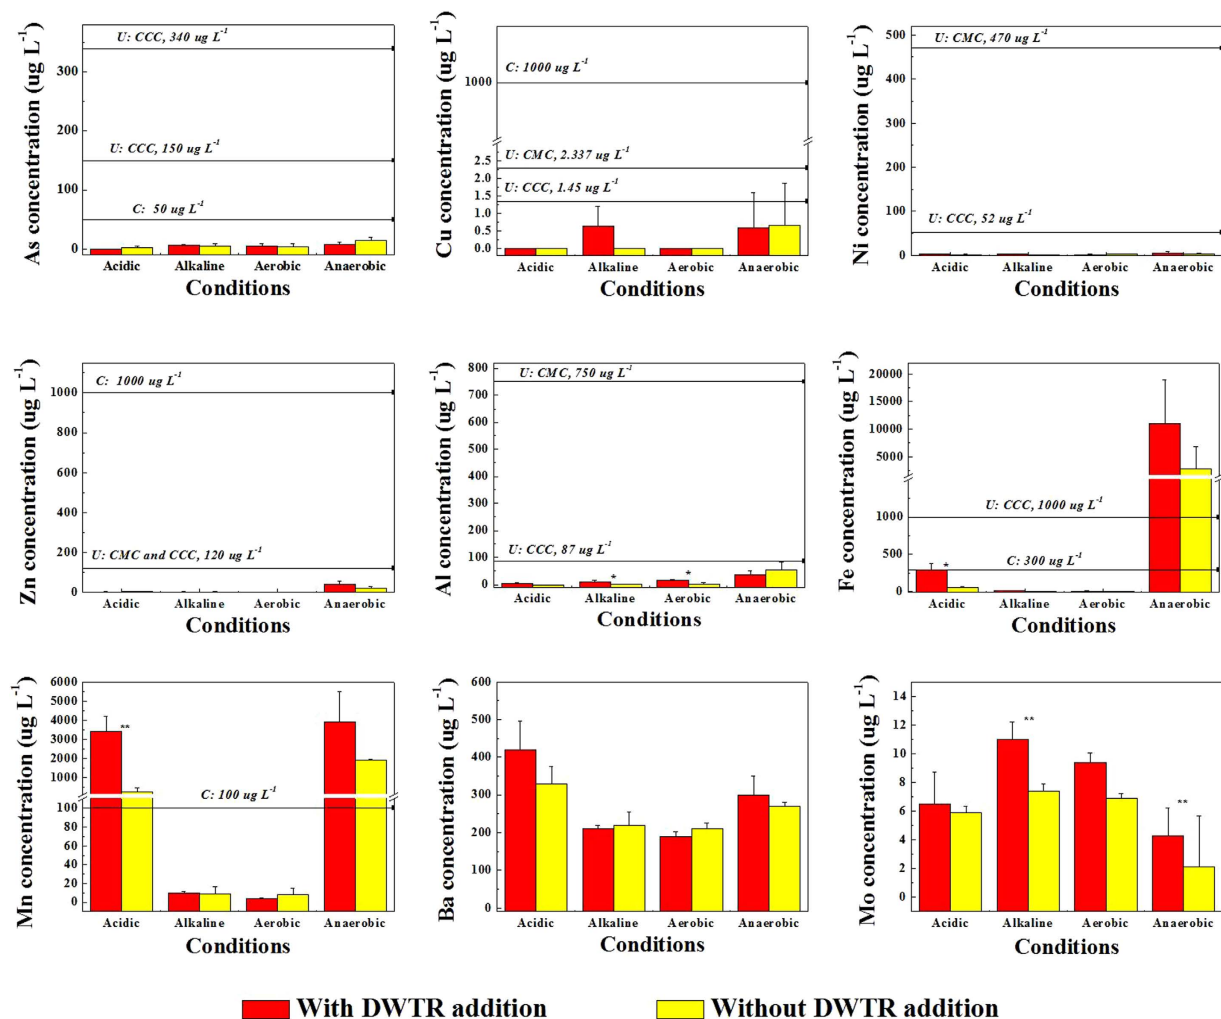 As concentration (ug L-1)
300
200
100
0
U: CCC, 340 ug L-1
U: CCC, 150 ug L-1
C: 50 ug L-1
Acidic Alkaline Aerobic Anaerobic
Conditions
Cu concentration (ug L-1)
1000
2.5
2.0
1.5
1.0
0.5
0.0
C: 1000 ug L-1
U: CMC, 2.337 ug L-1
U: CCC, 1.45 ug L-1
Acidic Alkaline Aerobic Anaerobic
Conditions
Ni concentration (ug L-1)
500
400
300
200
100
0
U: CMC, 470 ug L-1
U: CCC, 52 ug L-1
Acidic Alkaline Aerobic Anaerobic
Conditions
Zn concentration (ug L-1)
1000
800
600
400
200
0
C: 1000 ug L-1
U: CMC and CCC, 120 ug L-1
Acidic Alkaline Aerobic Anaerobic
Conditions
Al concentration (ug L-1)
800
700
600
500
400
300
200
100
0
U: CMC, 750 ug L-1
U: CCC, 87 ug L-1
* *
Acidic Alkaline Aerobic Anaerobic
Conditions
Fe concentration (ug L-1)
20000
15000
10000
5000
1000
500
0
U: CCC, 1000 ug L-1
C: 300 ug L-1
*
Acidic Alkaline Aerobic Anaerobic
Conditions
Mn concentration (ug L-1)
6000
5000
4000
3000
2000
1000
100
80
60
40
20
0
**
C: 100 ug L-1
Acidic Alkaline Aerobic Anaerobic
Conditions
Ba concentration (ug L-1)
600
500
400
300
200
100
0
Acidic Alkaline Aerobic Anaerobic
Conditions
Mo concentration (ug L-1)
14
12
10
8
6
4
2
0
**
**
Acidic Alkaline Aerobic Anaerobic
Conditions
With DWTR addition Without DWTR addition